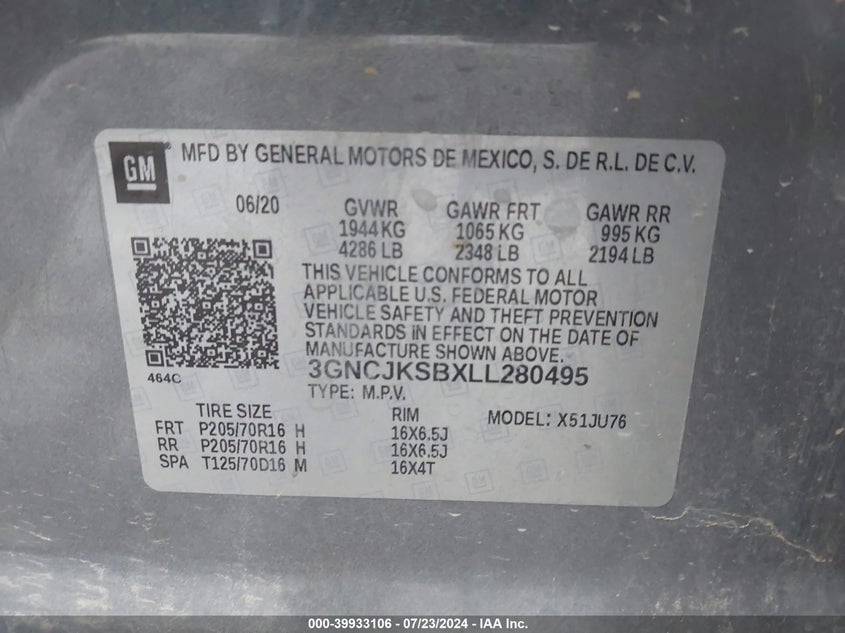 GM
MFD BY GENERAL MOTORS DE MEXICO, S. DE R.L. DE C.V.
06/20 GVWR GAWR FRT GAWR RR
1944 KG 1065 KG 995 KG
4286 LB 2348 LB 2194 LB
THIS VEHICLE CONFORMS TO ALL
APPLICABLE U.S. FEDERAL MOTOR
VEHICLE SAFETY AND THEFT PREVENTION
STANDARDS IN EFFECT ON THE DATE OF
MANUFACTURE SHOWN ABOVE.
464C
3GNCJKSBXLL280495
TYPE: M.P.V.
TIRE SIZE RIM MODEL: X51JU76
FRT P205/70R16 H 16X6.5J
RR P205/70R16 H 16X6.5J
SPA T125/70D16 M 16X4T
000-39933106 - 07/23/2024 - IAA Inc.